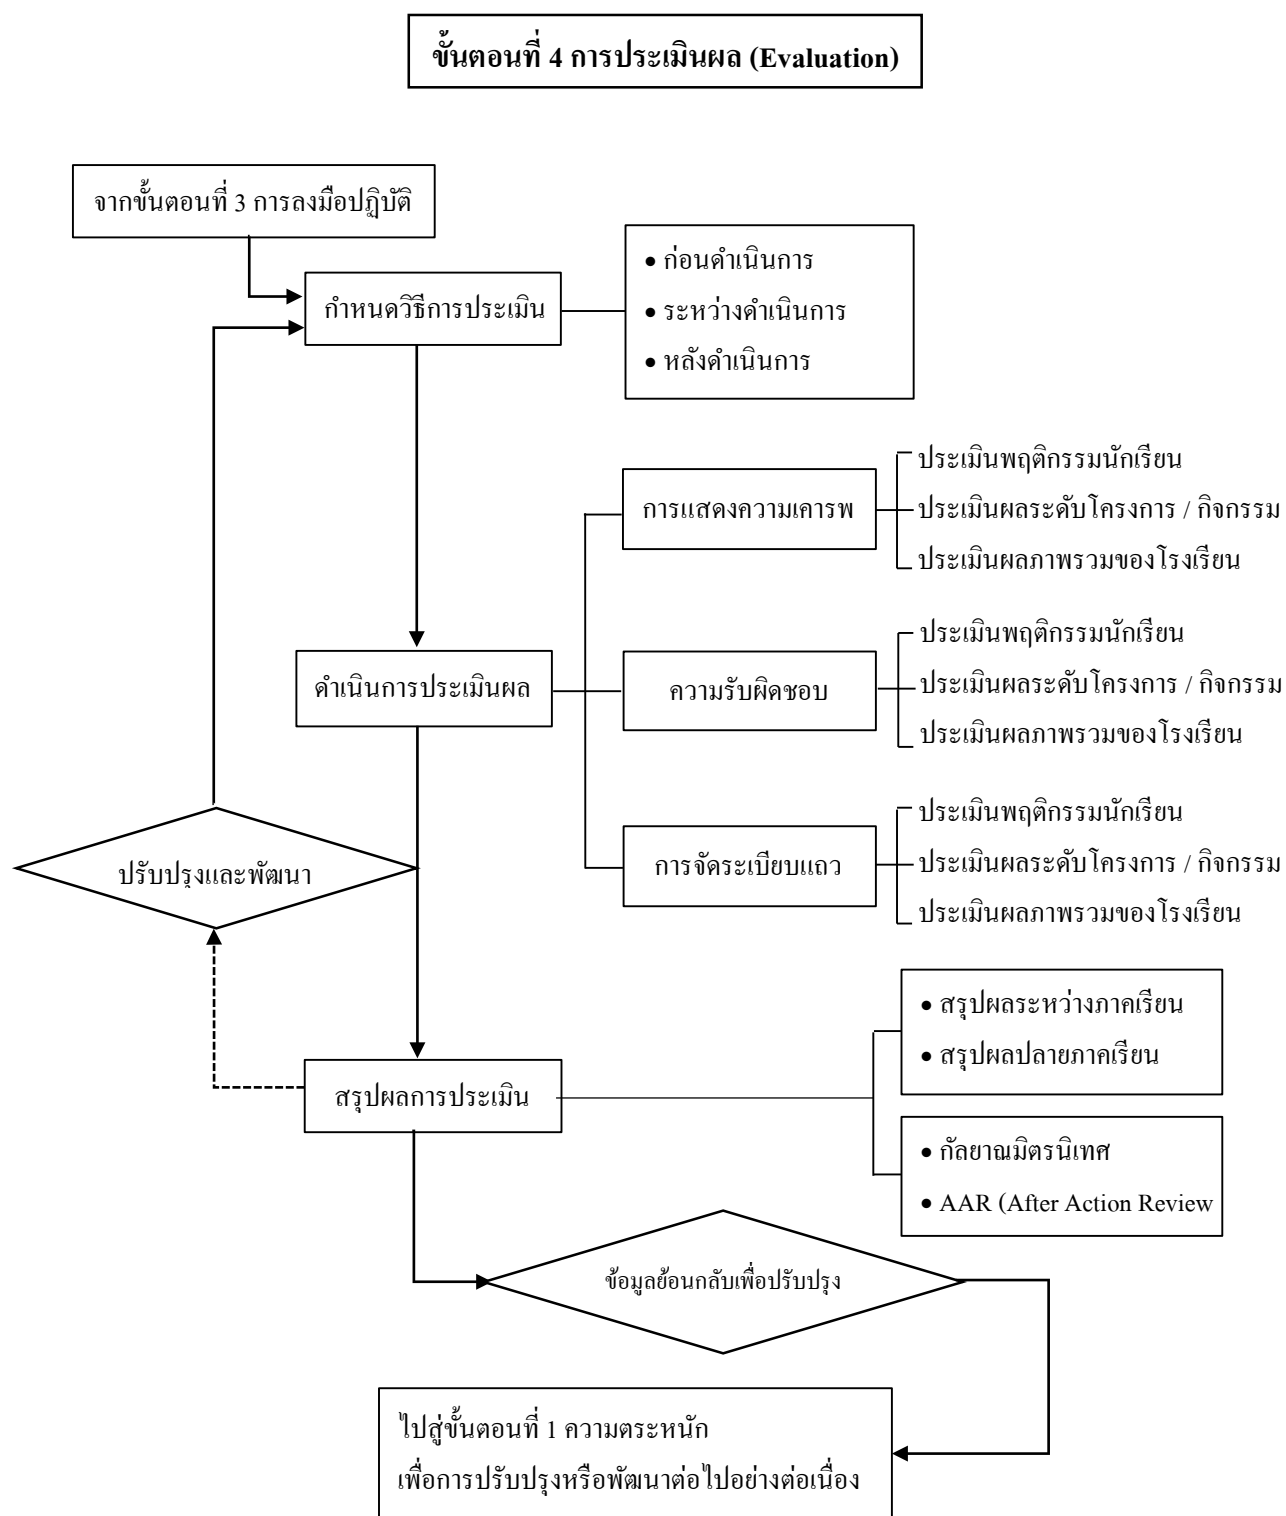 ขั้นตอนที่ 4 การประเมินผล (Evaluation)
จากขั้นตอนที่ 3 การลงมือปฏิบัติ
กำหนดวิธีการประเมิน
• ก่อนดำเนินการ
• ระหว่างดำเนินการ
• หลังดำเนินการ
การแสดงความเคารพ
ประเมินพฤติกรรมนักเรียน
ประเมินผลระดับโครงการ / กิจกรรม
ประเมินผลภาพรวมของโรงเรียน
ดำเนินการประเมินผล
ความรับผิดชอบ
ประเมินพฤติกรรมนักเรียน
ประเมินผลระดับโครงการ / กิจกรรม
ประเมินผลภาพรวมของโรงเรียน
ปรับปรุงและพัฒนา
การจัดระเบียบแถว
ประเมินพฤติกรรมนักเรียน
ประเมินผลระดับโครงการ / กิจกรรม
ประเมินผลภาพรวมของโรงเรียน
สรุปผลการประเมิน
• สรุปผลระหว่างภาคเรียน
• สรุปผลปลายภาคเรียน
• กัลยาณมิตรนิเทศ
• AAR (After Action Review
ข้อมูลย้อนกลับเพื่อปรับปรุง
ไปสู่ขั้นตอนที่ 1 ความตระหนัก
เพื่อการปรับปรุงหรือพัฒนาต่อไปอย่างต่อเนื่อง